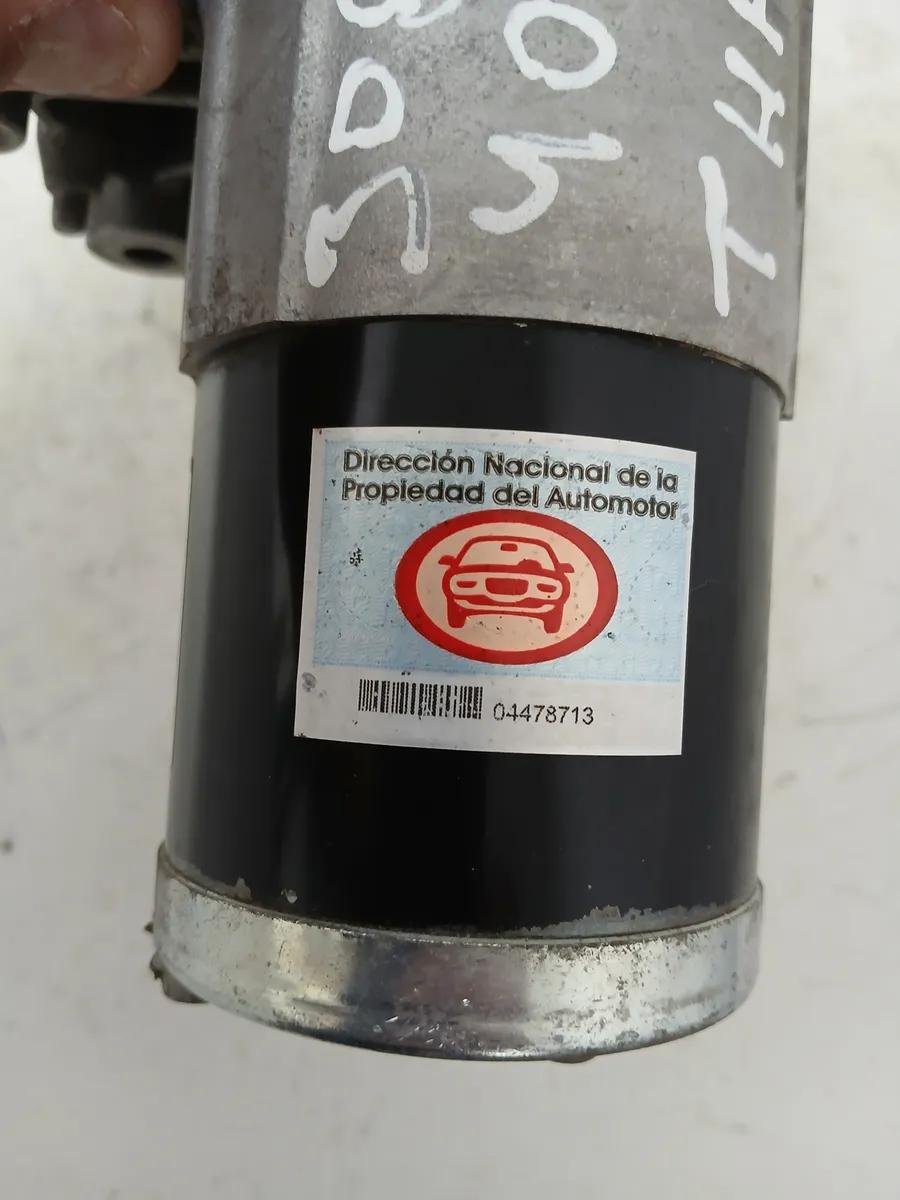 Dirección Nacional de la
Propiedad del Automotor
04478713